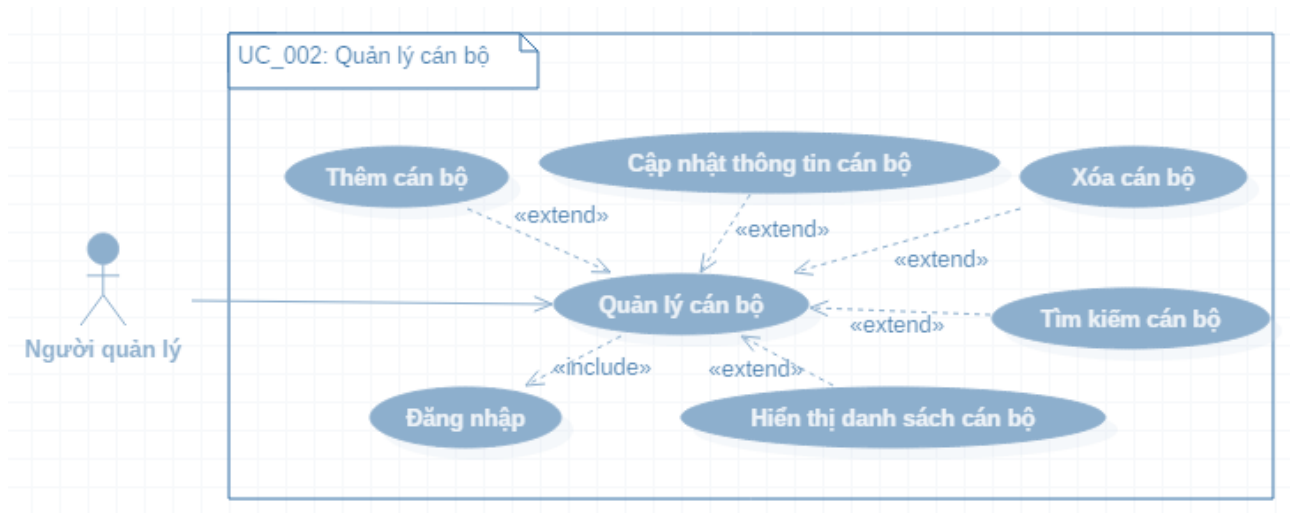 UC_002: Quản lý cán bộ
Thêm cán bộ
Cập nhật thông tin cán bộ
Xóa cán bộ
«extend»
«extend»
«extend»
Quản lý cán bộ
Tìm kiếm cán bộ
«extend»
Người quản lý
«include»
«extend»
Đăng nhập
Hiển thị danh sách cán bộ